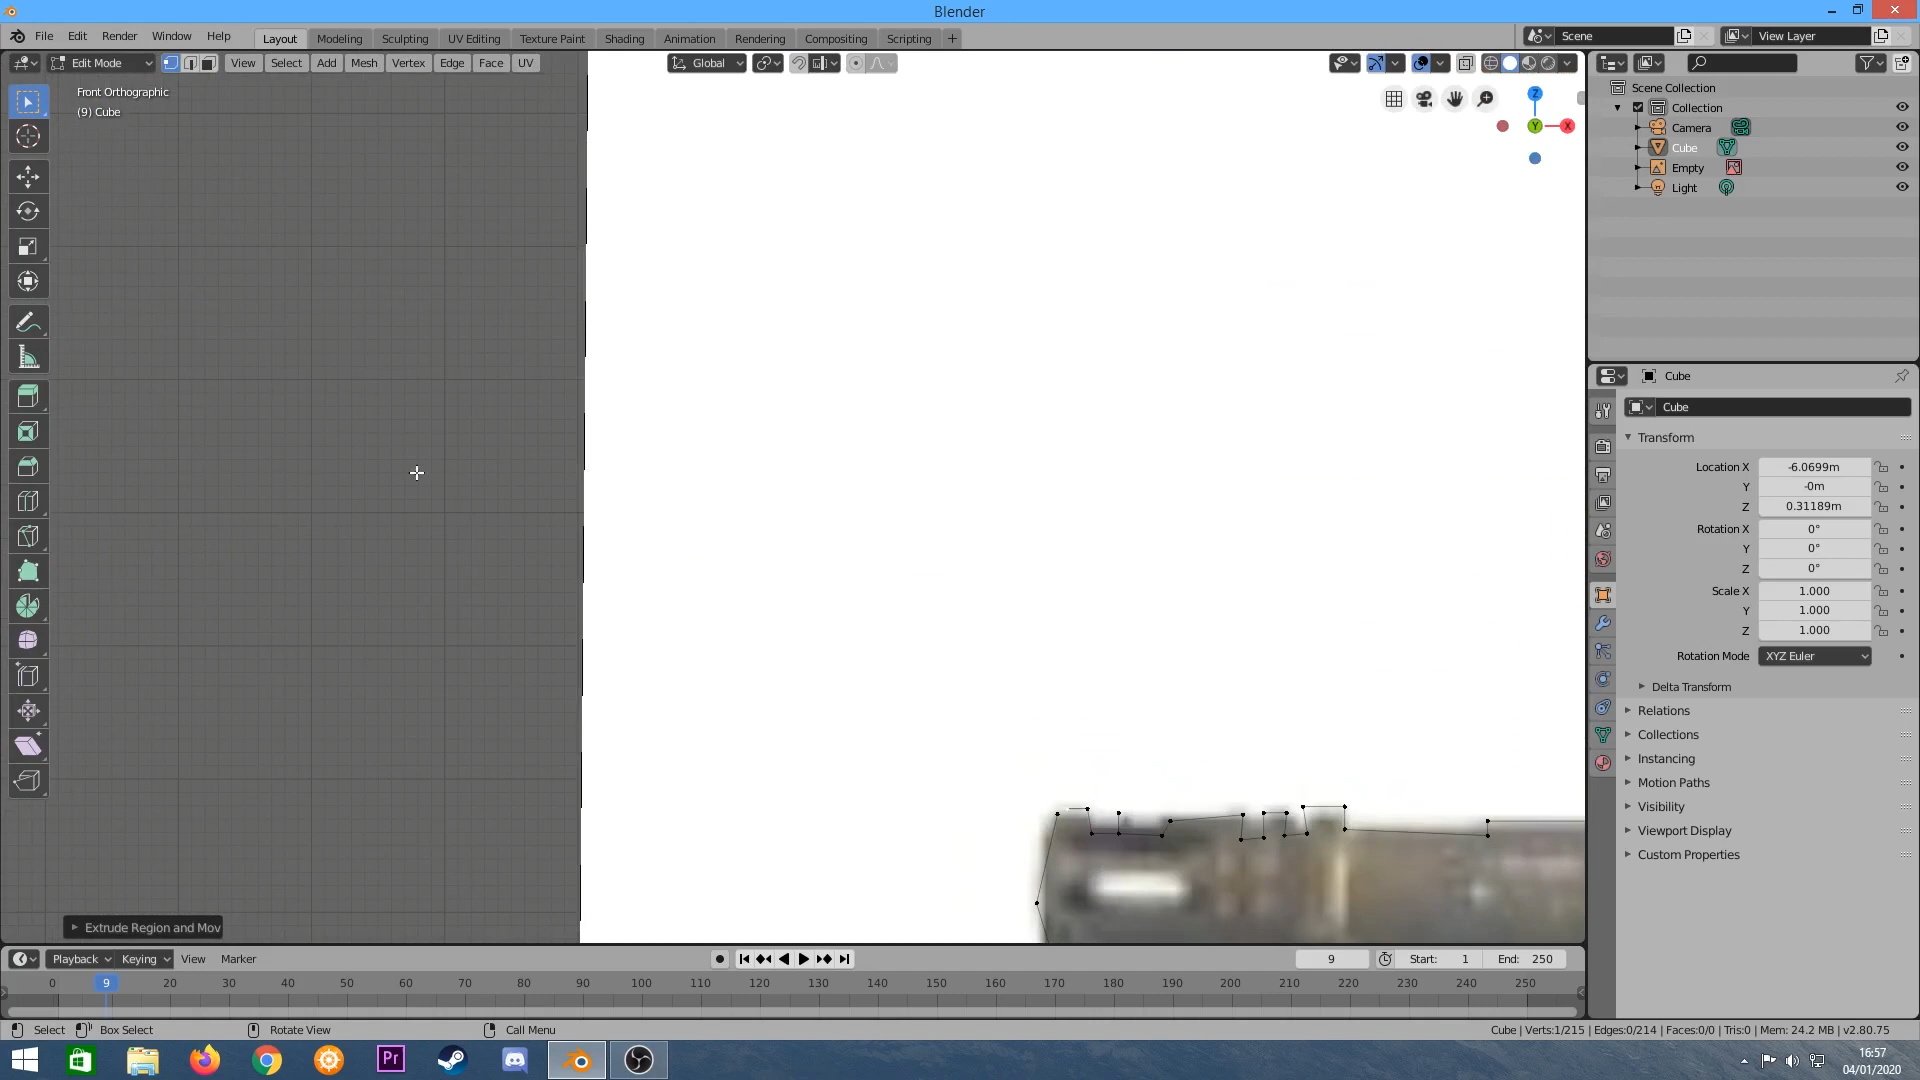 Blender
File Edit Render Window Help Layout Modeling Sculpting UV Editing Texture Paint Shading Animation Rendering Compositing Scripting Scene View Layer
Edit Mode View Select Add Mesh Vertex Edge Face UV Global
Front Orthographic
(9) Cube
Z
Y X
Scene Collection
Collection
Camera
Cube
Empty
Light
Cube
Cube
Transform
Location X -6.0699m
Y -0m
Z 0.31189m
Rotation X 0°
Y 0°
Z 0°
Scale X 1.000
Y 1.000
Z 1.000
Rotation Mode XYZ Euler
Delta Transform
Relations
Collections
Instancing
Motion Paths
Visibility
Viewport Display
Custom Properties
Extrude Region and Mov
Playback Keying View Marker 9 Start: 1 End: 250
0 9 20 30 40 50 60 70 80 90 100 110 120 130 140 150 160 170 180 190 200 210 220 230 240 250
Select Box Select Rotate View Call Menu Cube | Verts:1/215 | Edges:0/214 | Faces:0/0 | Tris:0 | Mem: 24.2 MB | v2.80.75
Pr
16:57
04/01/2020